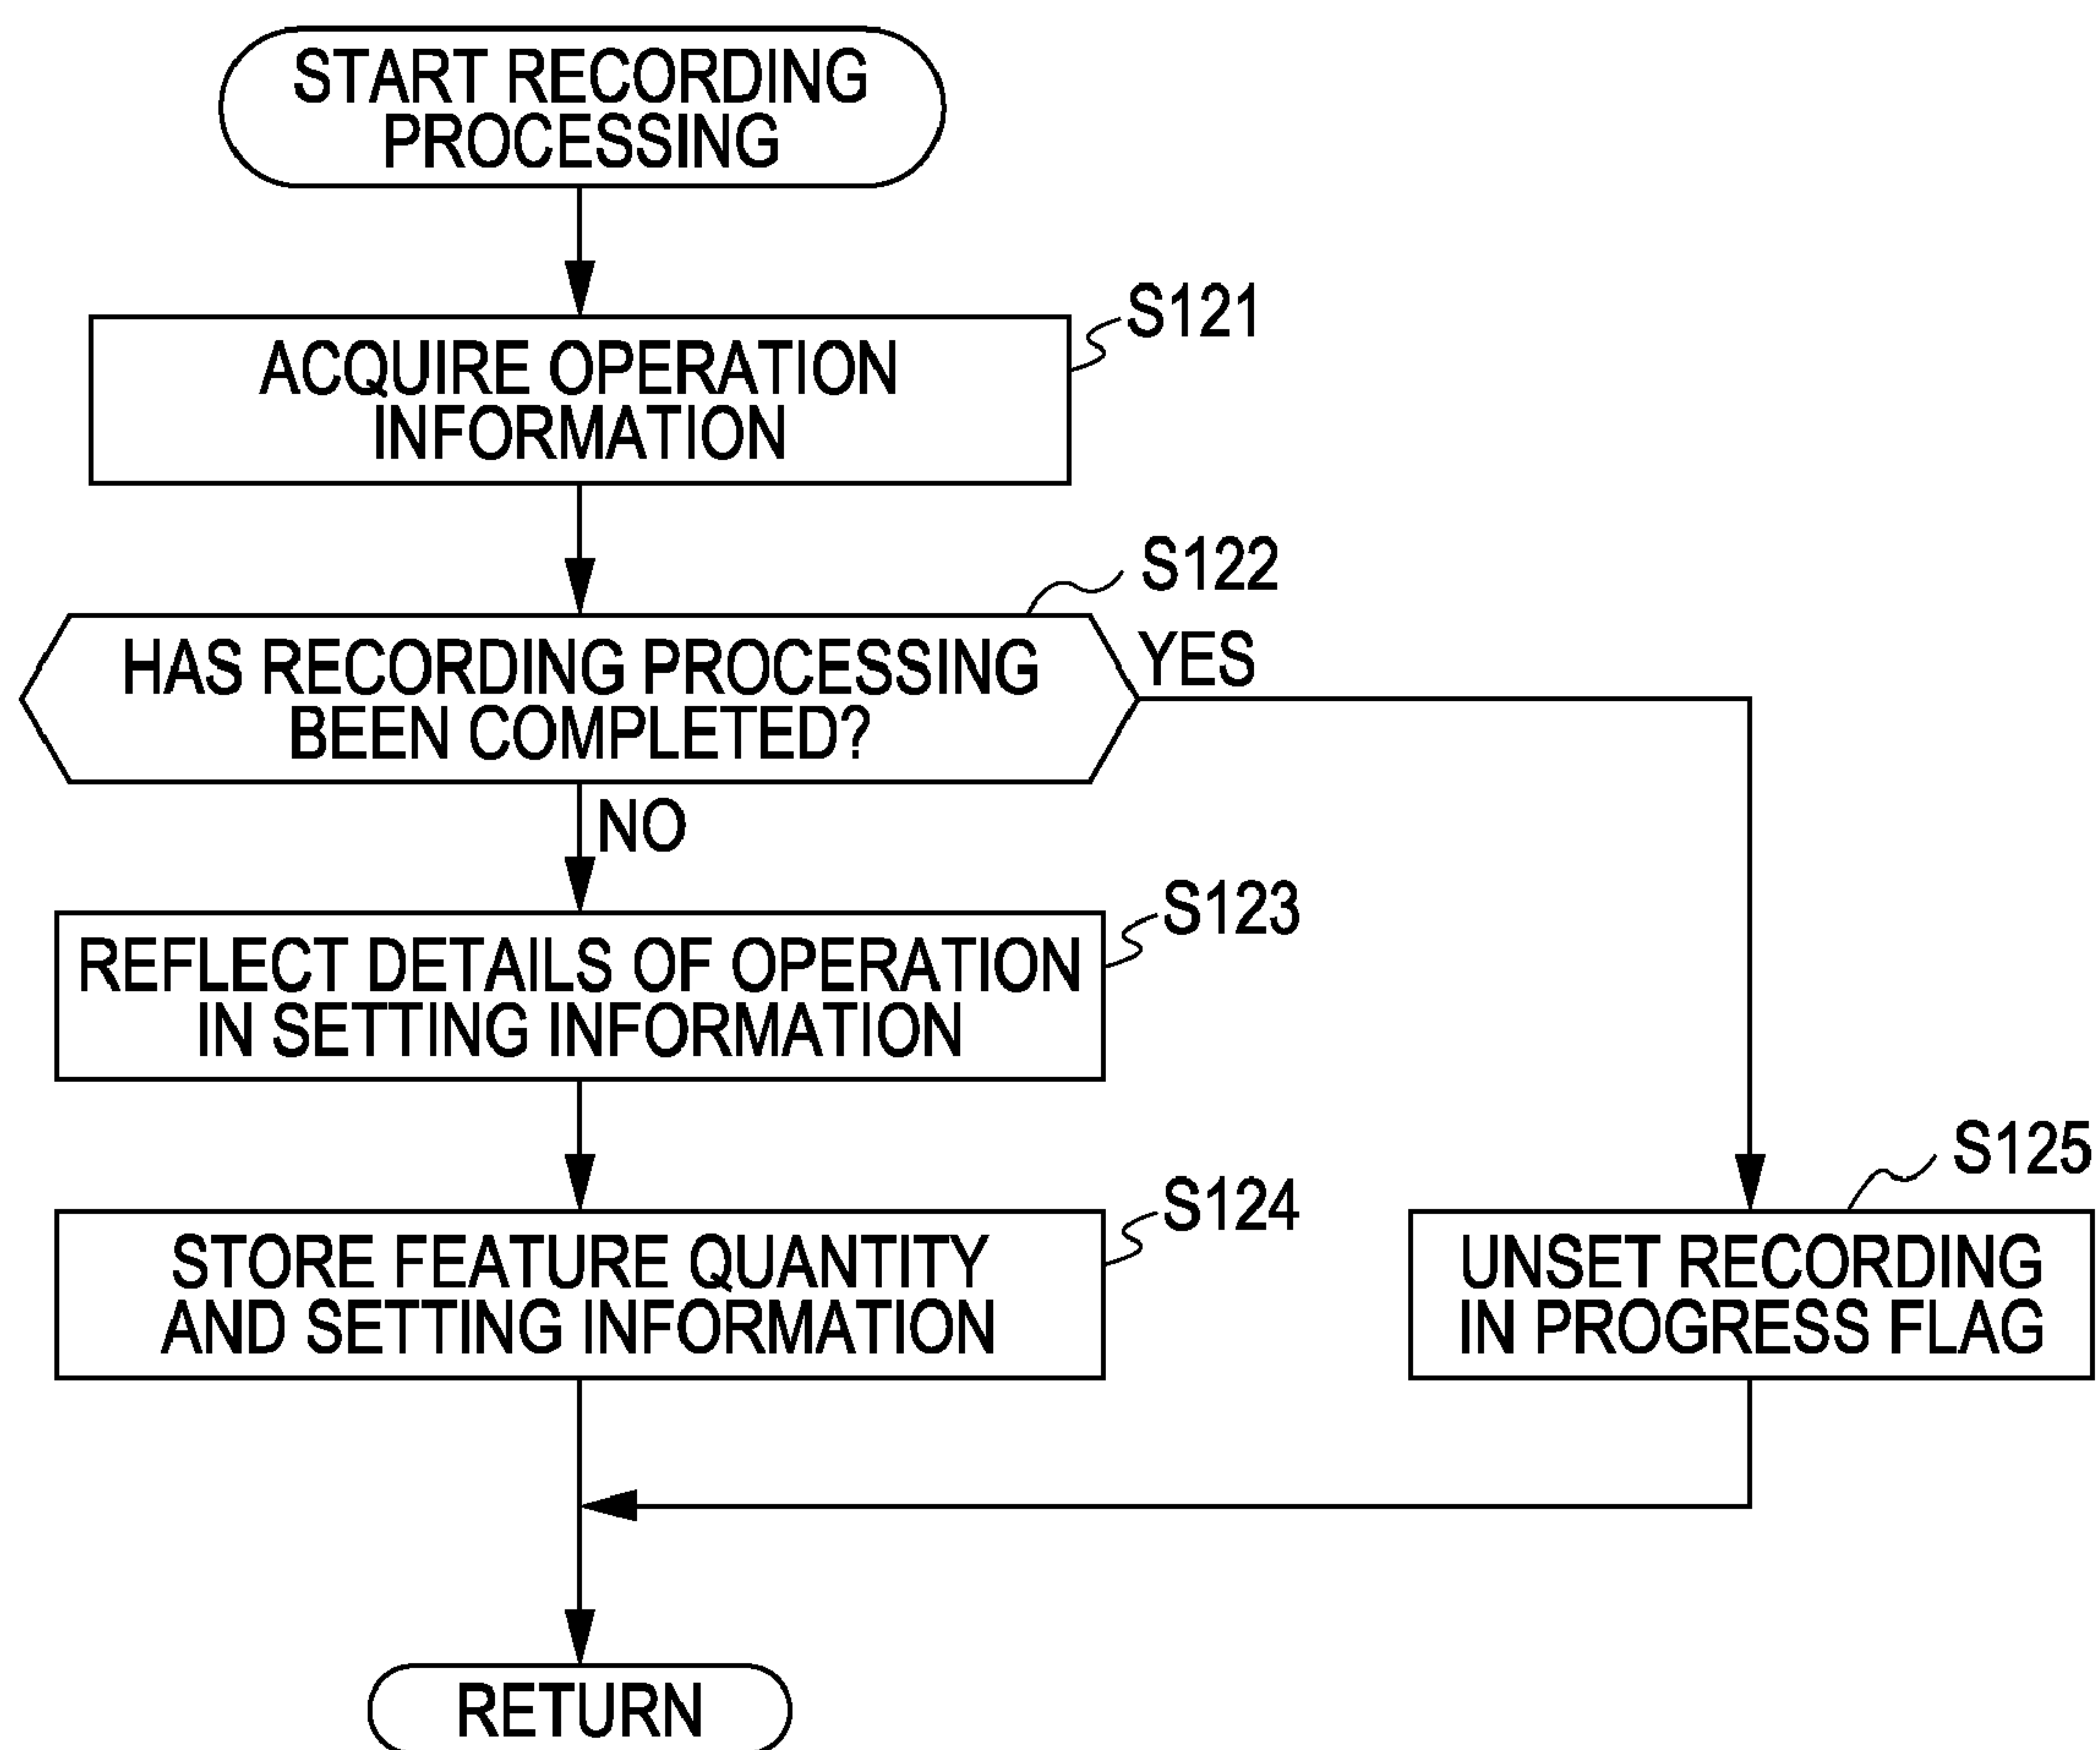 START RECORDING
PROCESSING
S121
ACQUIRE OPERATION
INFORMATION
S122
HAS RECORDING PROCESSING
BEEN COMPLETED?
YES
NO
S123
REFLECT DETAILS OF OPERATION
IN SETTING INFORMATION
S124
STORE FEATURE QUANTITY
AND SETTING INFORMATION
S125
UNSET RECORDING
IN PROGRESS FLAG
RETURN